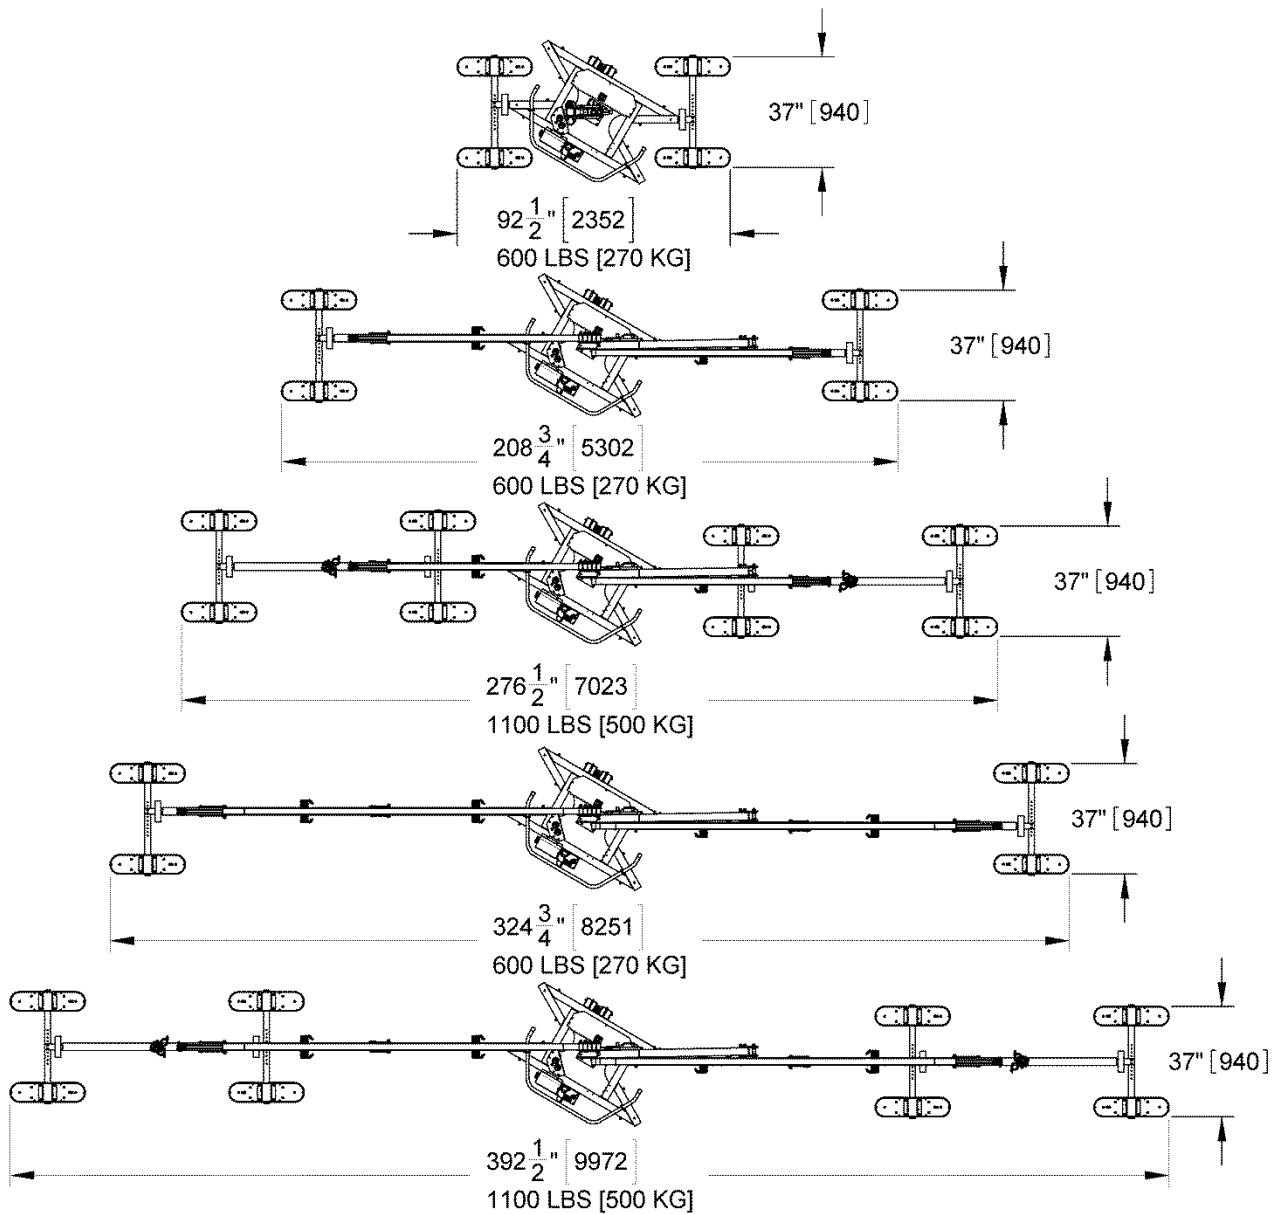 37" [940]
92 1/2" [2352]
600 LBS [270 KG]
37" [940]
208 3/4" [5302]
600 LBS [270 KG]
37" [940]
276 1/2" [7023]
1100 LBS [500 KG]
37" [940]
324 3/4" [8251]
600 LBS [270 KG]
37" [940]
392 1/2" [9972]
1100 LBS [500 KG]